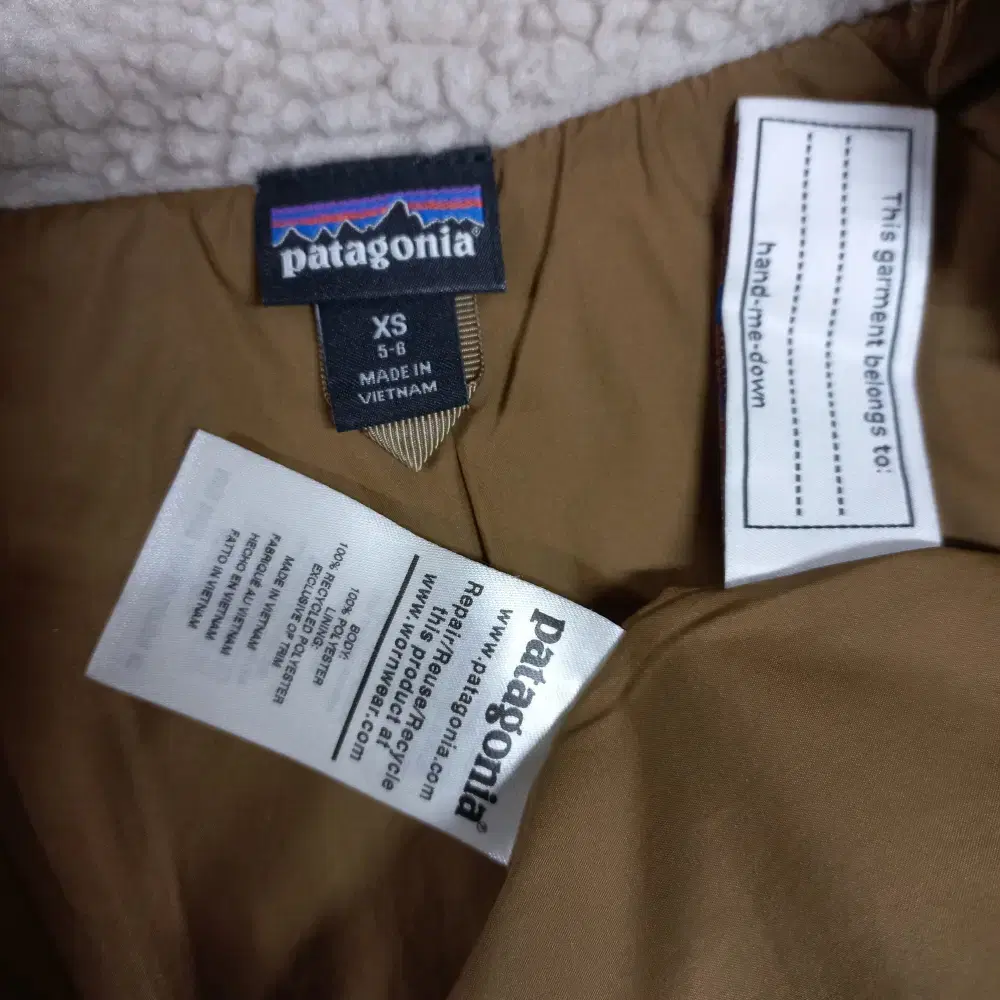 patagonia®
XS
5-6
MADE IN
VIETNAM
This garment belongs to:
hand-me-down
patagonia®
www.patagonia.com
Repair/Reuse/Recycle
this product at
www.wornwear.com
BODY:
100% POLYESTER
LINING:
100% RECYCLED POLYESTER
EXCLUSIVE OF TRIM
MADE IN VIETNAM
FABRIQUÉ AU VIETNAM
HECHO EN VIETNAM
FATTO IN VIETNAM